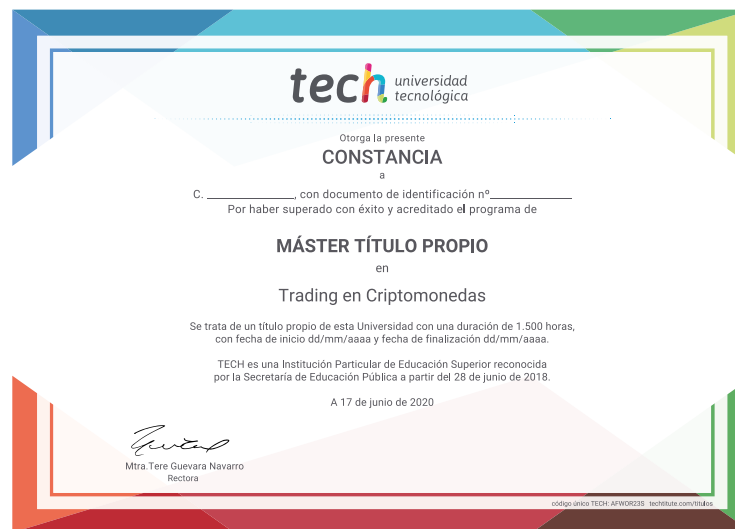 tech universidad
tecnológica
Otorga la presente
CONSTANCIA
a
C. ______________, con documento de identificación nº______________
Por haber superado con éxito y acreditado el programa de
MÁSTER TÍTULO PROPIO
en
Trading en Criptomonedas
Se trata de un título propio de esta Universidad con una duración de 1.500 horas,
con fecha de inicio dd/mm/aaaa y fecha de finalización dd/mm/aaaa.
TECH es una Institución Particular de Educación Superior reconocida
por la Secretaría de Educación Pública a partir del 28 de junio de 2018.
A 17 de junio de 2020
Mtra.Tere Guevara Navarro
Rectora
código único TECH: AFWOR23S techtitute.com/títulos